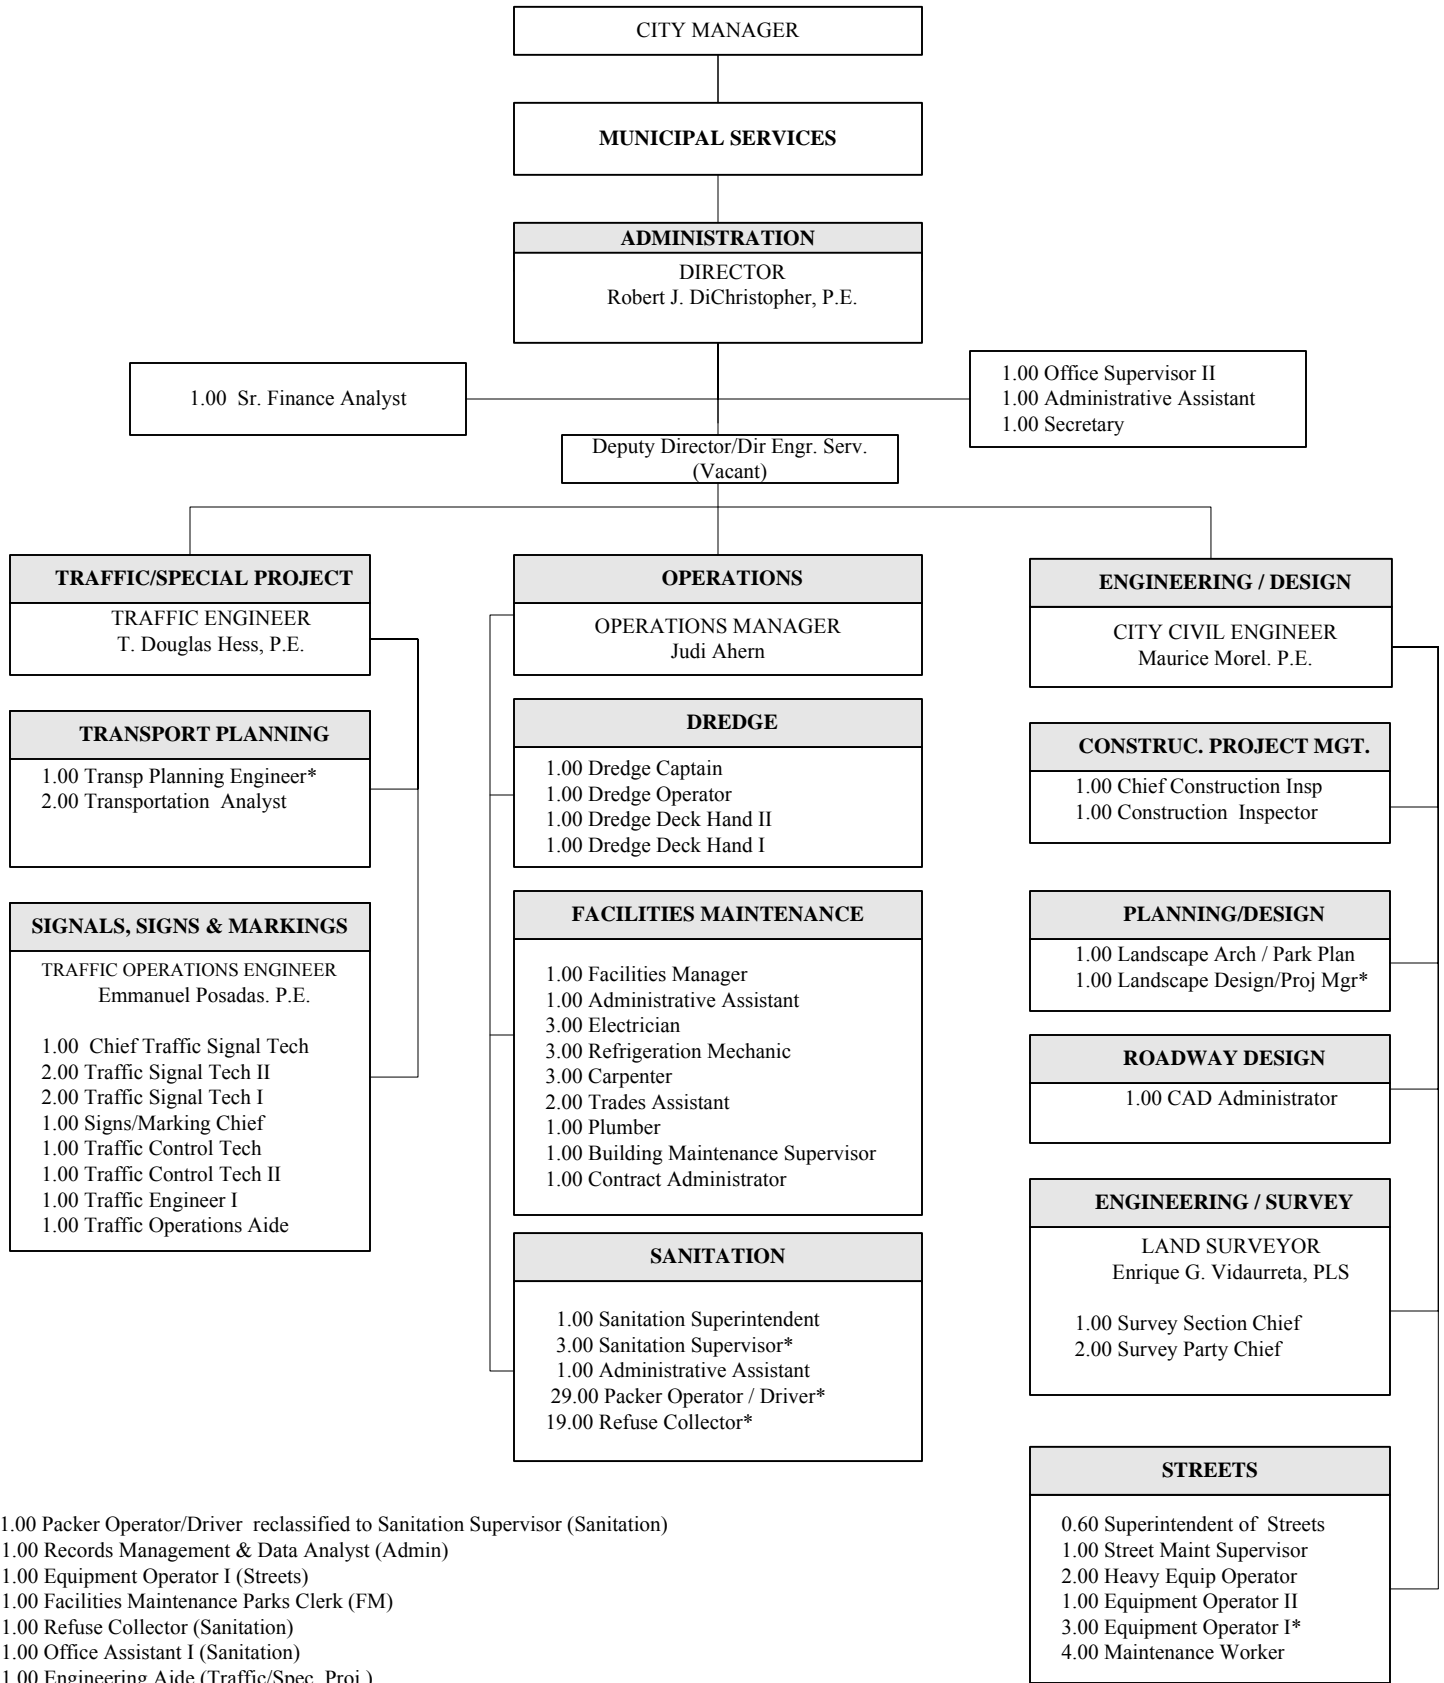 CITY MANAGER
MUNICIPAL SERVICES
ADMINISTRATION
DIRECTOR
Robert J. DiChristopher, P.E.
1.00  Sr. Finance Analyst
1.00 Office Supervisor II
1.00 Administrative Assistant
1.00 Secretary
Deputy Director/Dir Engr. Serv.
(Vacant)
TRAFFIC/SPECIAL PROJECT
TRAFFIC ENGINEER
T. Douglas Hess, P.E.
TRANSPORT PLANNING
1.00 Transp Planning Engineer*
2.00 Transportation  Analyst
SIGNALS, SIGNS & MARKINGS
TRAFFIC OPERATIONS ENGINEER
Emmanuel Posadas. P.E.
1.00  Chief Traffic Signal Tech
2.00 Traffic Signal Tech II
2.00 Traffic Signal Tech I
1.00 Signs/Marking Chief
1.00 Traffic Control Tech
1.00 Traffic Control Tech II
1.00 Traffic Engineer I
1.00 Traffic Operations Aide
OPERATIONS
OPERATIONS MANAGER
Judi Ahern
DREDGE
1.00 Dredge Captain
1.00 Dredge Operator
1.00 Dredge Deck Hand II
1.00 Dredge Deck Hand I
FACILITIES MAINTENANCE
1.00 Facilities Manager
1.00 Administrative Assistant
3.00 Electrician
3.00 Refrigeration Mechanic
3.00 Carpenter
2.00 Trades Assistant
1.00 Plumber
1.00 Building Maintenance Supervisor
1.00 Contract Administrator
SANITATION
1.00 Sanitation Superintendent
3.00 Sanitation Supervisor*
1.00 Administrative Assistant
29.00 Packer Operator / Driver*
19.00 Refuse Collector*
ENGINEERING / DESIGN
CITY CIVIL ENGINEER
Maurice Morel. P.E.
CONSTRUC. PROJECT MGT.
1.00 Chief Construction Insp
1.00 Construction  Inspector
PLANNING/DESIGN
1.00 Landscape Arch / Park Plan
1.00 Landscape Design/Proj Mgr*
ROADWAY DESIGN
1.00 CAD Administrator
ENGINEERING / SURVEY
LAND SURVEYOR
Enrique G. Vidaurreta, PLS
1.00 Survey Section Chief
2.00 Survey Party Chief
STREETS
0.60 Superintendent of  Streets
1.00 Street Maint Supervisor
2.00 Heavy Equip Operator
1.00 Equipment Operator II
3.00 Equipment Operator I*
4.00 Maintenance Worker
1.00 Packer Operator/Driver  reclassified to Sanitation Supervisor (Sanitation)
1.00 Records Management & Data Analyst (Admin)
1.00 Equipment Operator I (Streets)
1.00 Facilities Maintenance Parks Clerk (FM)
1.00 Refuse Collector (Sanitation)
1.00 Office Assistant I (Sanitation)
1.00 Engineering Aide (Traffic/Spec. Proj.)